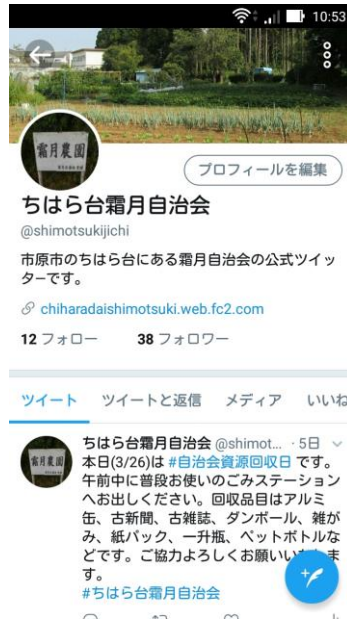 10:53
霜月農園
プロフィールを編集
ちはら台霜月自治会
@shimotsukijichi
市原市のちはら台にある霜月自治会の公式ツイッ
ターです。
chiharadaishimotsuki.web.fc2.com
12 フォロー 38 フォロワー
ツイート ツイートと返信 メディア いいね
霜月農園
ちはら台霜月自治会 @shimot... · 5日
本日(3/26)は #自治会資源回収日 です。
午前中に普段お使いのごみステーション
へお出しください。回収品目はアルミ
缶、古新聞、古雑誌、ダンボール、雑が
み、紙パック、一升瓶、ペットボトルな
どです。ご協力よろしくお願いいたしま
す。
#ちはら台霜月自治会